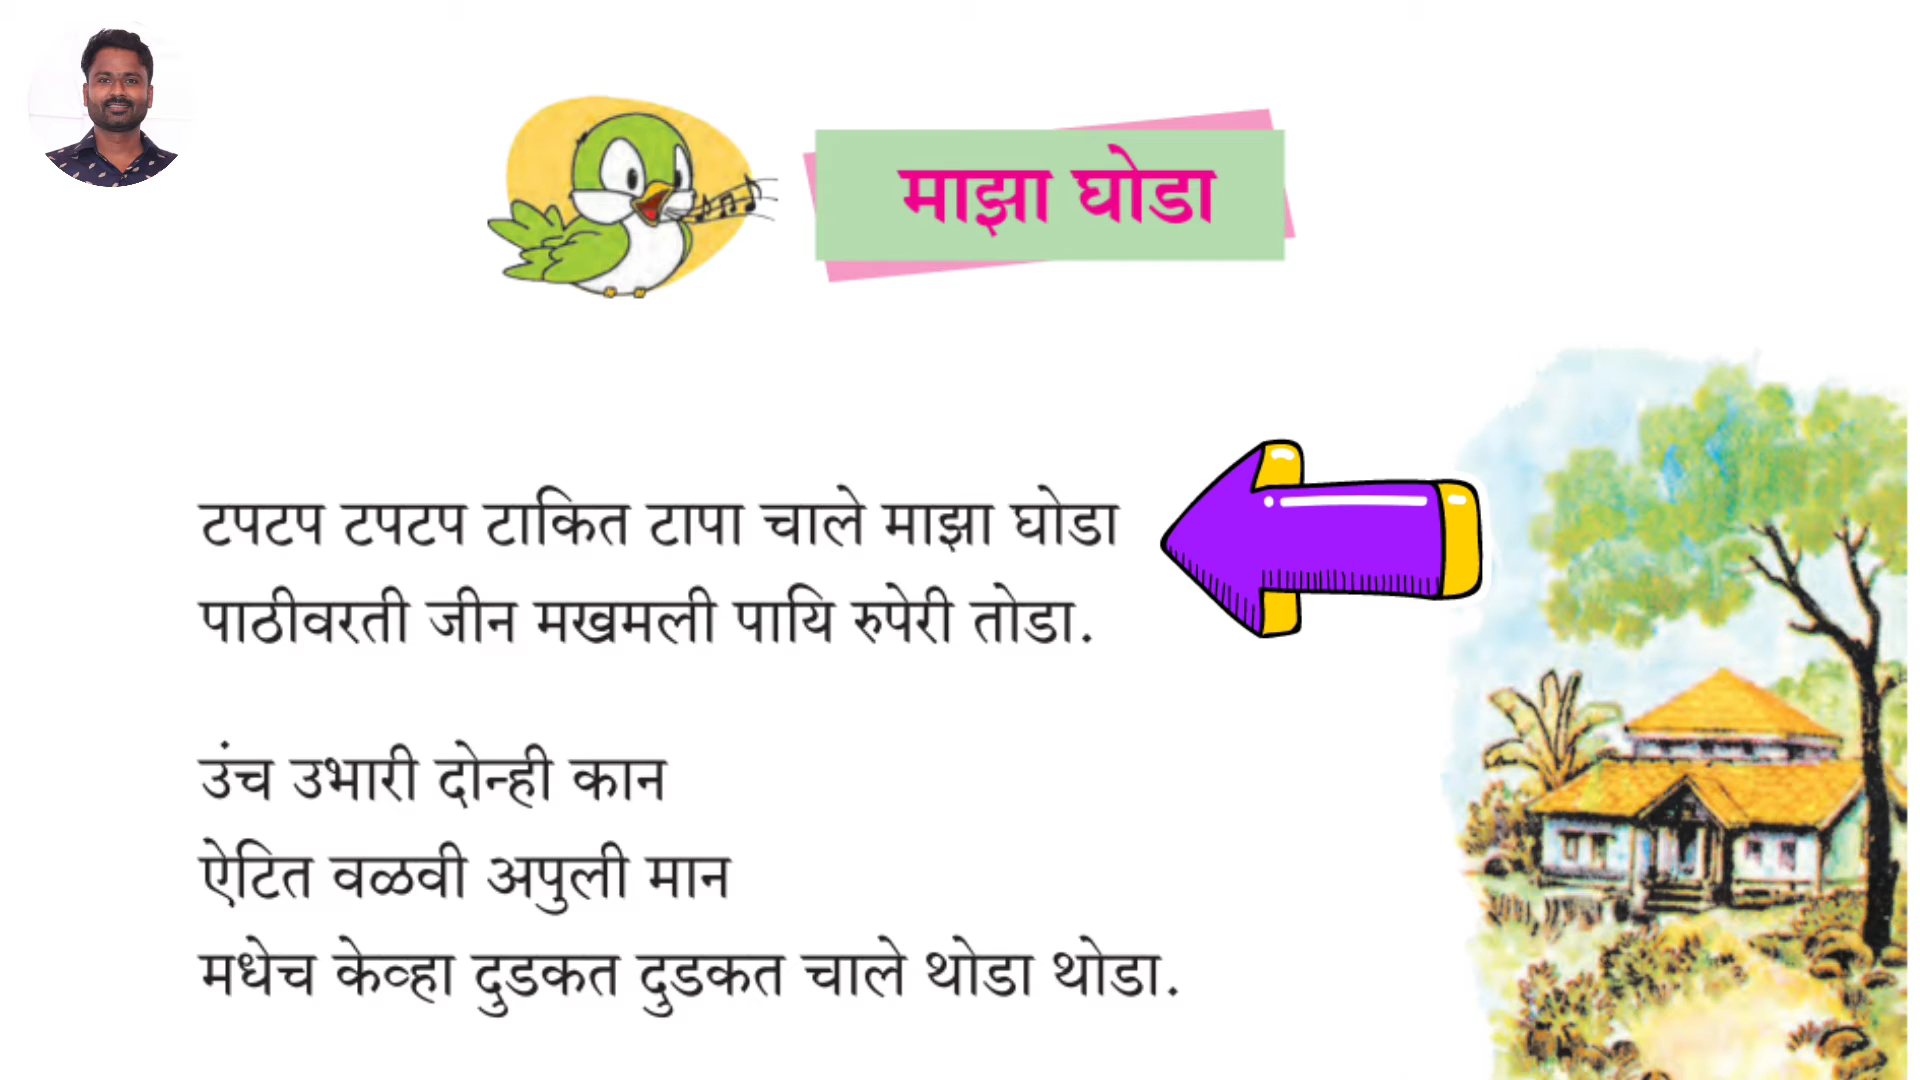 माझा घोडा
टपटप टपटप टाकित टापा चाले माझा घोडा
पाठीवरती जीन मखमली पायि रुपेरी तोडा.
उंच उभारी दोन्ही कान
ऐटित वळवी अपुली मान
मधेच केव्हा दुडकत दुडकत चाले थोडा थोडा.